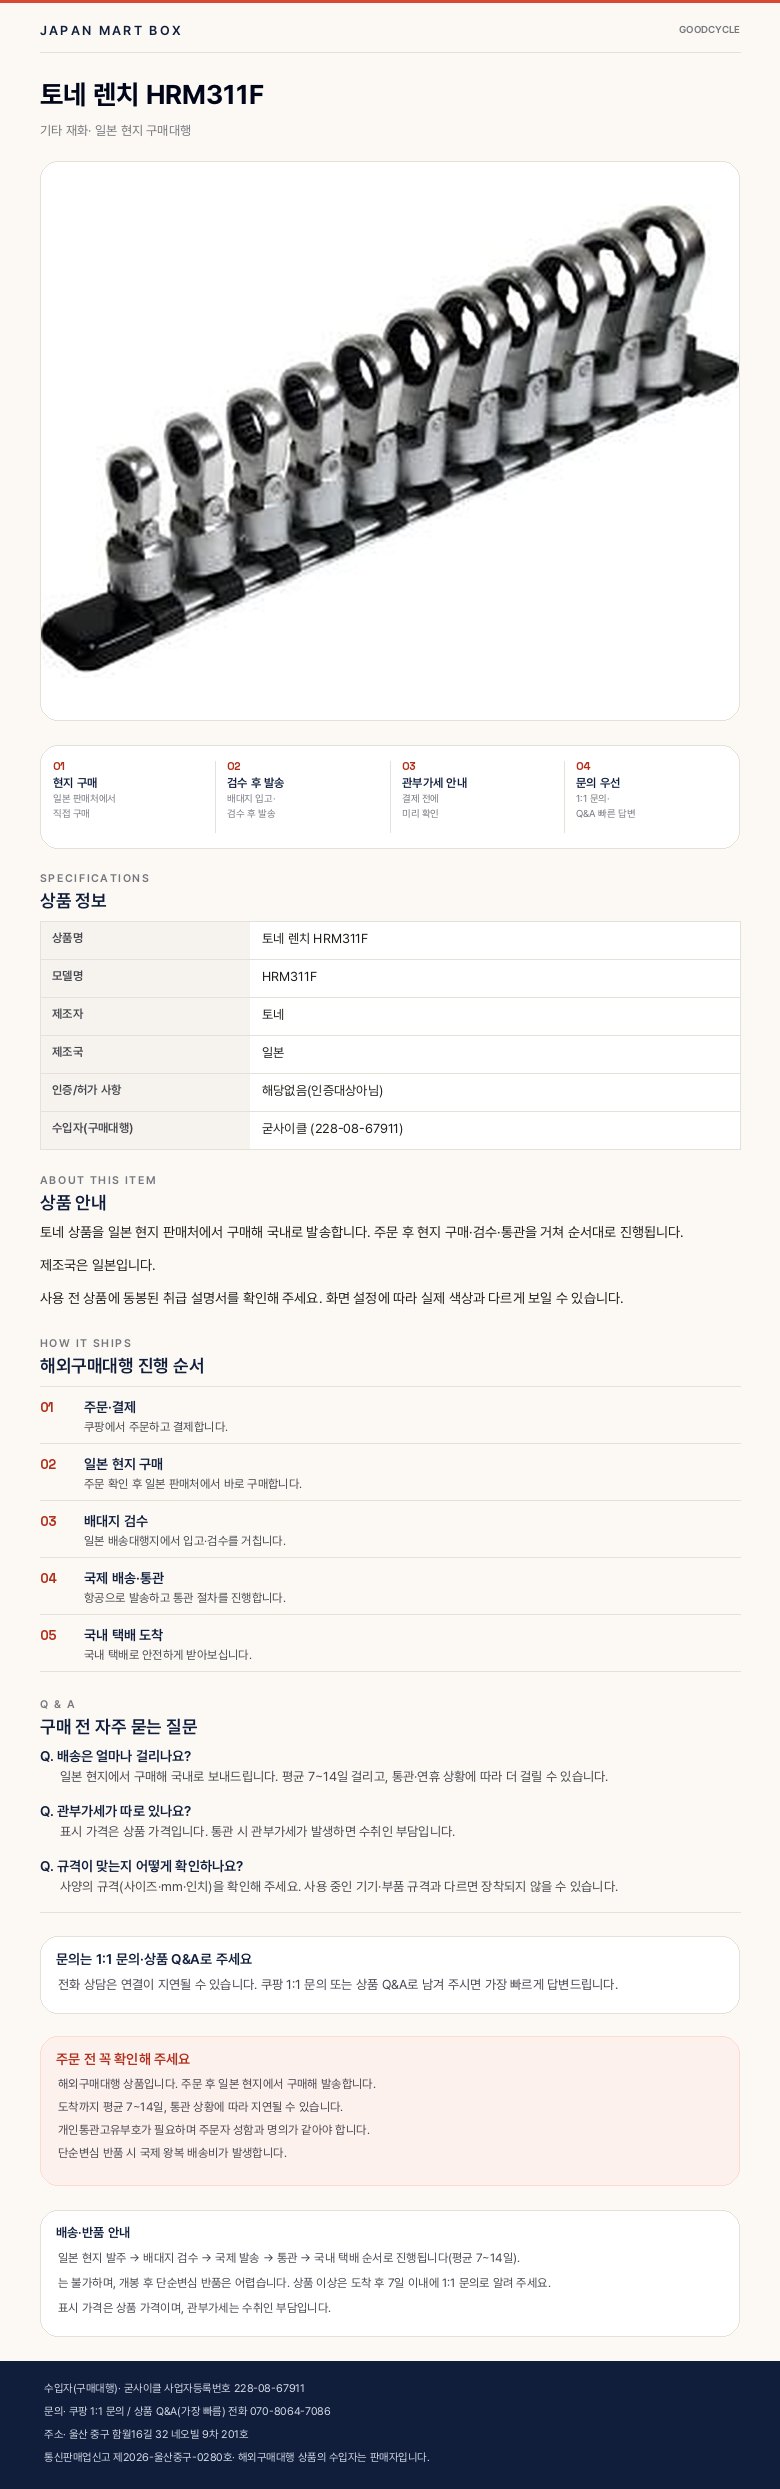 JAPAN MART BOX
GOODCYCLE
토네 렌치 HRM311F
기타 재화· 일본 현지 구매대행
01
현지 구매
일본 판매처에서
직접 구매
02
검수 후 발송
배대지 입고·
검수 후 발송
03
관부가세 안내
결제 전에
미리 확인
04
문의 우선
1:1 문의·
Q&A 빠른 답변
SPECIFICATIONS
상품 정보
상품명 토네 렌치 HRM311F
모델명 HRM311F
제조자 토네
제조국 일본
인증/허가 사항 해당없음(인증대상아님)
수입자(구매대행) 굳사이클 (228-08-67911)
ABOUT THIS ITEM
상품 안내
토네 상품을 일본 현지 판매처에서 구매해 국내로 발송합니다. 주문 후 현지 구매·검수·통관을 거쳐 순서대로 진행됩니다.
제조국은 일본입니다.
사용 전 상품에 동봉된 취급 설명서를 확인해 주세요. 화면 설정에 따라 실제 색상과 다르게 보일 수 있습니다.
HOW IT SHIPS
해외구매대행 진행 순서
01 주문·결제
쿠팡에서 주문하고 결제합니다.
02 일본 현지 구매
주문 확인 후 일본 판매처에서 바로 구매합니다.
03 배대지 검수
일본 배송대행지에서 입고·검수를 거칩니다.
04 국제 배송·통관
항공으로 발송하고 통관 절차를 진행합니다.
05 국내 택배 도착
국내 택배로 안전하게 받아보십니다.
Q & A
구매 전 자주 묻는 질문
Q. 배송은 얼마나 걸리나요?
일본 현지에서 구매해 국내로 보내드립니다. 평균 7~14일 걸리고, 통관·연휴 상황에 따라 더 걸릴 수 있습니다.
Q. 관부가세가 따로 있나요?
표시 가격은 상품 가격입니다. 통관 시 관부가세가 발생하면 수취인 부담입니다.
Q. 규격이 맞는지 어떻게 확인하나요?
사양의 규격(사이즈·mm·인치)을 확인해 주세요. 사용 중인 기기·부품 규격과 다르면 장착되지 않을 수 있습니다.
문의는 1:1 문의·상품 Q&A로 주세요
전화 상담은 연결이 지연될 수 있습니다. 쿠팡 1:1 문의 또는 상품 Q&A로 남겨 주시면 가장 빠르게 답변드립니다.
주문 전 꼭 확인해 주세요
해외구매대행 상품입니다. 주문 후 일본 현지에서 구매해 발송합니다.
도착까지 평균 7~14일, 통관 상황에 따라 지연될 수 있습니다.
개인통관고유부호가 필요하며 주문자 성함과 명의가 같아야 합니다.
단순변심 반품 시 국제 왕복 배송비가 발생합니다.
배송·반품 안내
일본 현지 발주 → 배대지 검수 → 국제 발송 → 통관 → 국내 택배 순서로 진행됩니다(평균 7~14일).
는 불가하며, 개봉 후 단순변심 반품은 어렵습니다. 상품 이상은 도착 후 7일 이내에 1:1 문의로 알려 주세요.
표시 가격은 상품 가격이며, 관부가세는 수취인 부담입니다.
수입자(구매대행)· 굳사이클 사업자등록번호 228-08-67911
문의· 쿠팡 1:1 문의 / 상품 Q&A(가장 빠름) 전화 070-8064-7086
주소· 울산 중구 함월16길 32 네오빌 9차 201호
통신판매업신고 제2026-울산중구-0280호· 해외구매대행 상품의 수입자는 판매자입니다.